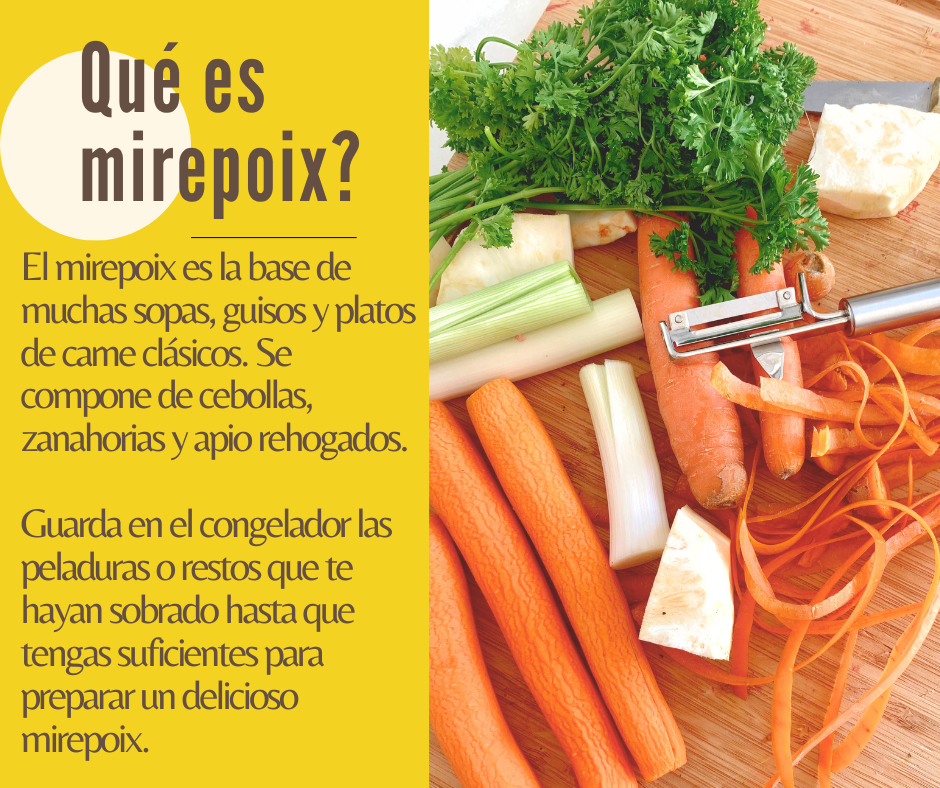 Qué es
mirepoix?
El mirepoix es la base de
muchas sopas, guisos y platos
de carne clásicos. Se
compone de cebollas,
zanahorias y apio rehogados.
Guarda en el congelador las
peladuras o restos que te
hayan sobrado hasta que
tengas suficientes para
preparar un delicioso
mirepoix.